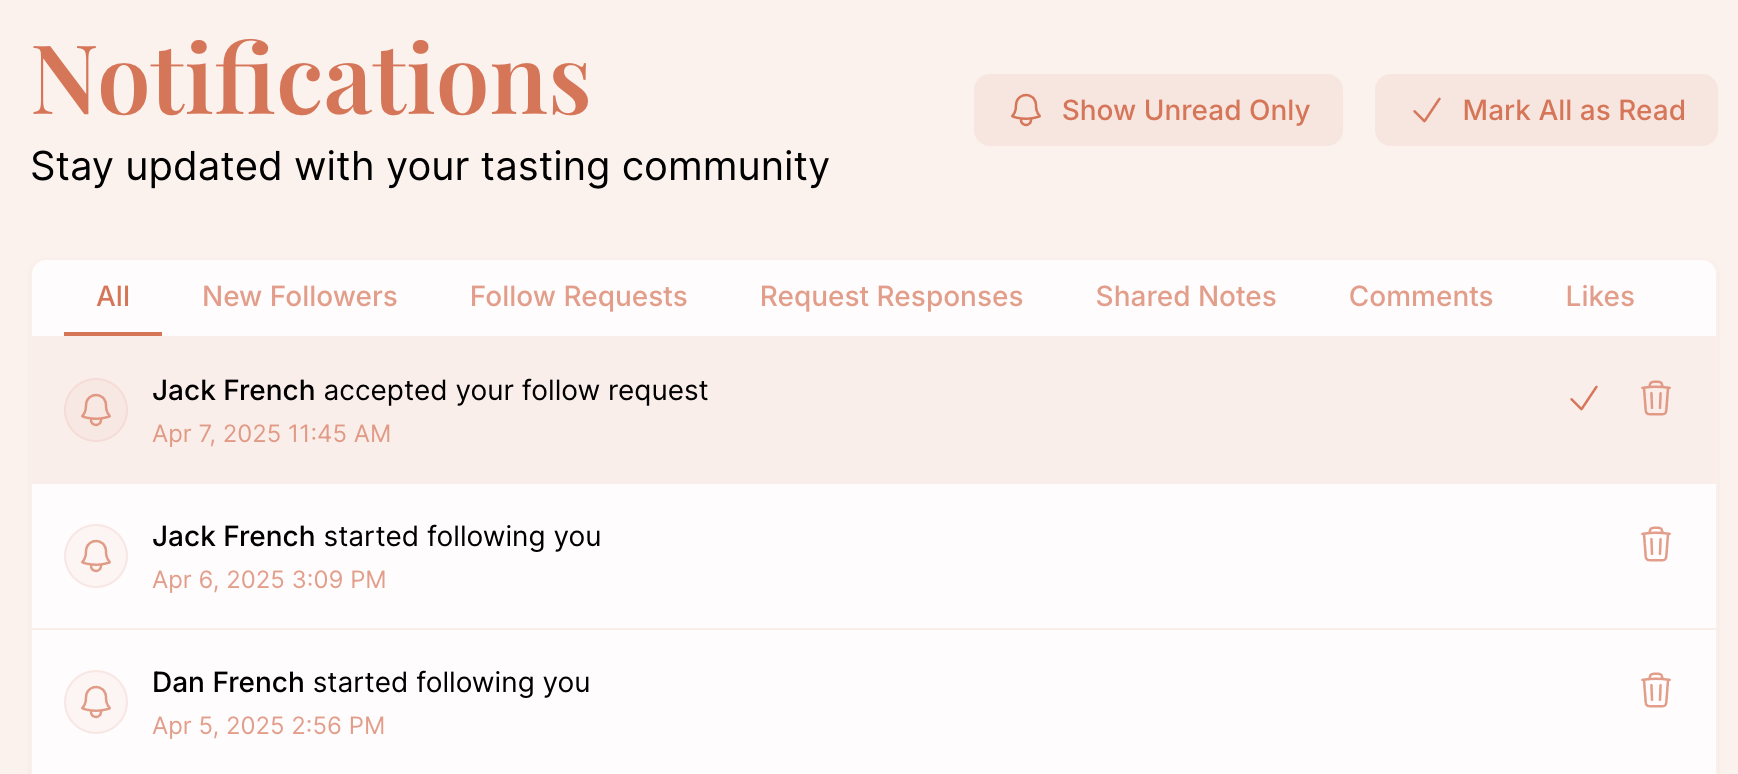 Notifications
Stay updated with your tasting community
Show Unread Only
Mark All as Read
All
New Followers
Follow Requests
Request Responses
Shared Notes
Comments
Likes
Jack French accepted your follow request
Apr 7, 2025 11:45 AM
Jack French started following you
Apr 6, 2025 3:09 PM
Dan French started following you
Apr 5, 2025 2:56 PM